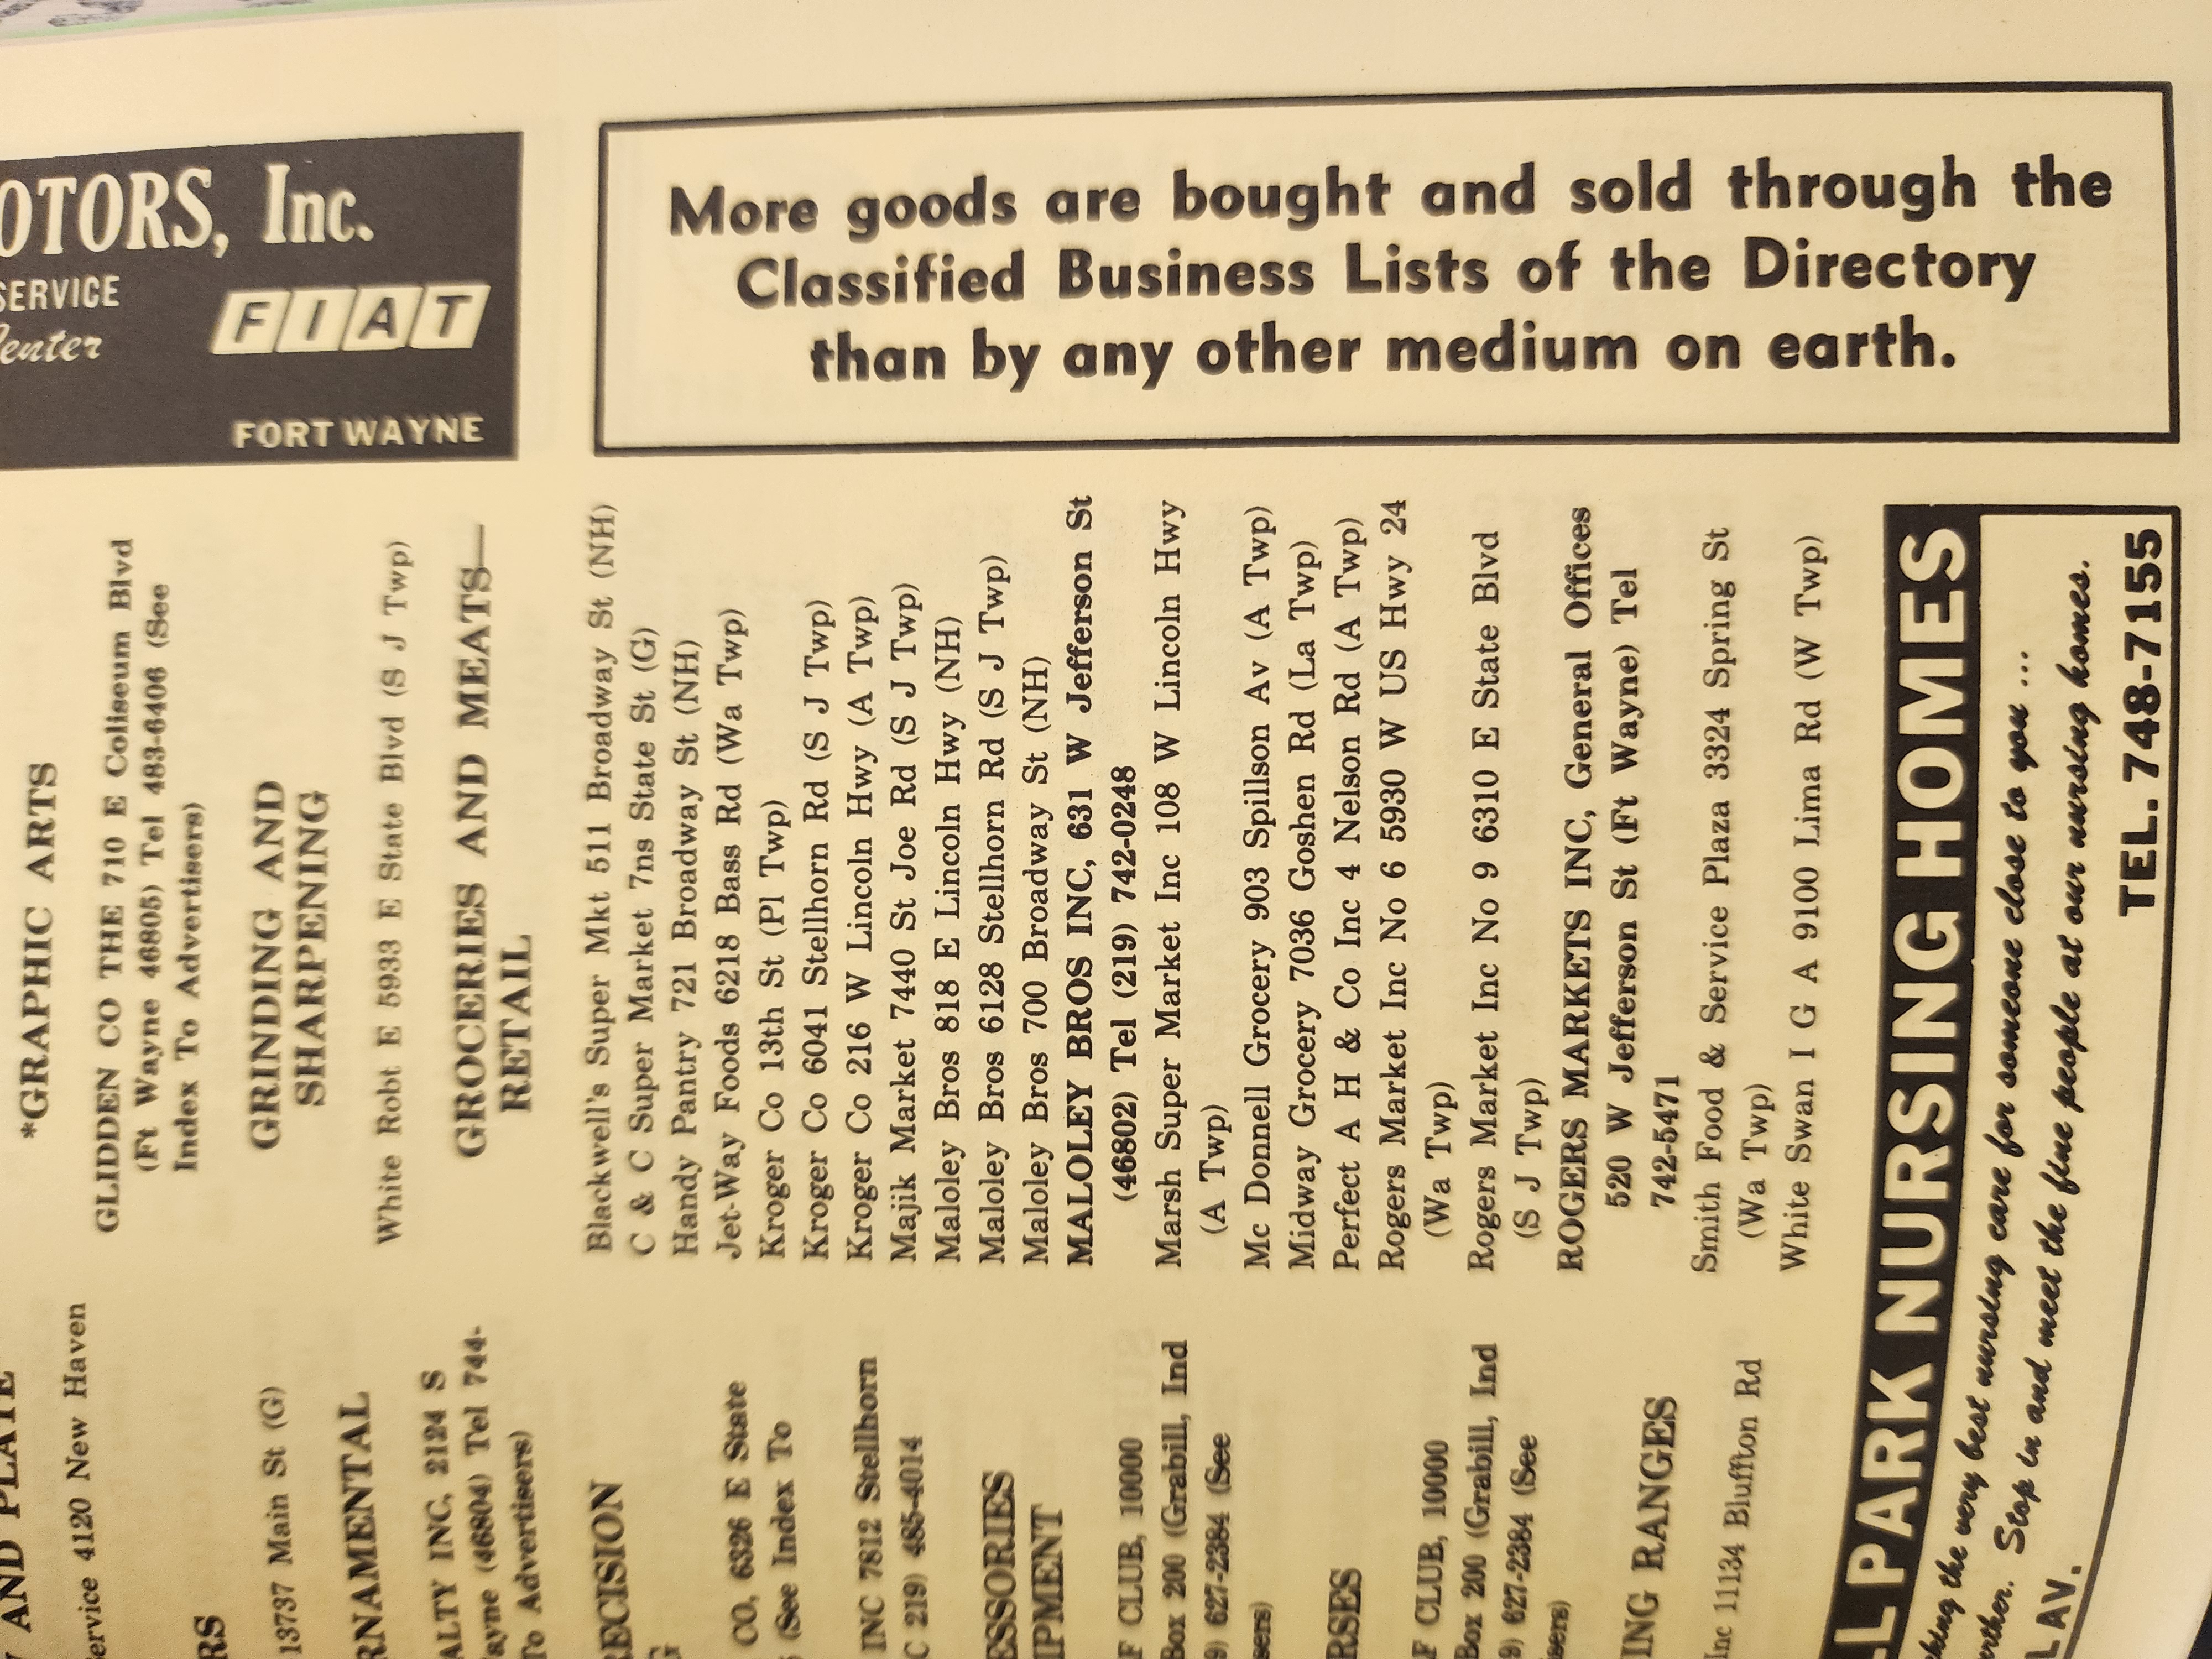 OTORS, Inc.
SERVICE
enter
FIAT
FORT WAYNE
More goods are bought and sold through the
Classified Business Lists of the Directory
than by any other medium on earth.
AND PLATE
Service 4120 New Haven
RS
13737 Main St (G)
RNAMENTAL
ALTY INC, 2124 S
ayne (46804) Tel 744-
To Advertisers)
RECISION
G
CO, 6326 E State
(See Index To
INC 7812 Stellhorn
C 219) 485-4014
ESSORIES
IPMENT
F CLUB, 10000
Box 200 (Grabill, Ind
9) 627-2384 (See
sers)
RSES
F CLUB, 10000
Box 200 (Grabill, Ind
9) 627-2384 (See
sers)
ING RANGES
Inc 11134 Bluffton Rd
*GRAPHIC ARTS
GLIDDEN CO THE 710 E Coliseum Blvd
(Ft Wayne 46805) Tel 483-6406 (See
Index To Advertisers)
GRINDING AND
SHARPENING
White Robt E 5933 E State Blvd (S J Twp)
GROCERIES AND MEATS—
RETAIL
Blackwell's Super Mkt 511 Broadway St (NH)
C & C Super Market 7ns State St (G)
Handy Pantry 721 Broadway St (NH)
Jet-Way Foods 6218 Bass Rd (Wa Twp)
Kroger Co 13th St (Pl Twp)
Kroger Co 6041 Stellhorn Rd (S J Twp)
Kroger Co 216 W Lincoln Hwy (A Twp)
Majik Market 7440 St Joe Rd (S J Twp)
Maloley Bros 818 E Lincoln Hwy (NH)
Maloley Bros 6128 Stellhorn Rd (S J Twp)
Maloley Bros 700 Broadway St (NH)
MALOLEY BROS INC, 631 W Jefferson St
(46802) Tel (219) 742-0248
Marsh Super Market Inc 108 W Lincoln Hwy
(A Twp)
Mc Donnell Grocery 903 Spillson Av (A Twp)
Midway Grocery 7036 Goshen Rd (La Twp)
Perfect A H & Co Inc 4 Nelson Rd (A Twp)
Rogers Market Inc No 6 5930 W US Hwy 24
(Wa Twp)
Rogers Market Inc No 9 6310 E State Blvd
(S J Twp)
ROGERS MARKETS INC, General Offices
520 W Jefferson St (Ft Wayne) Tel
742-5471
Smith Food & Service Plaza 3324 Spring St
(Wa Twp)
White Swan I G A 9100 Lima Rd (W Twp)
L PARK NURSING HOMES
king the very best nursing care for someone close to you ...
urther. Stop in and meet the fine people at our nursing homes.
L AV.
TEL. 748-7155